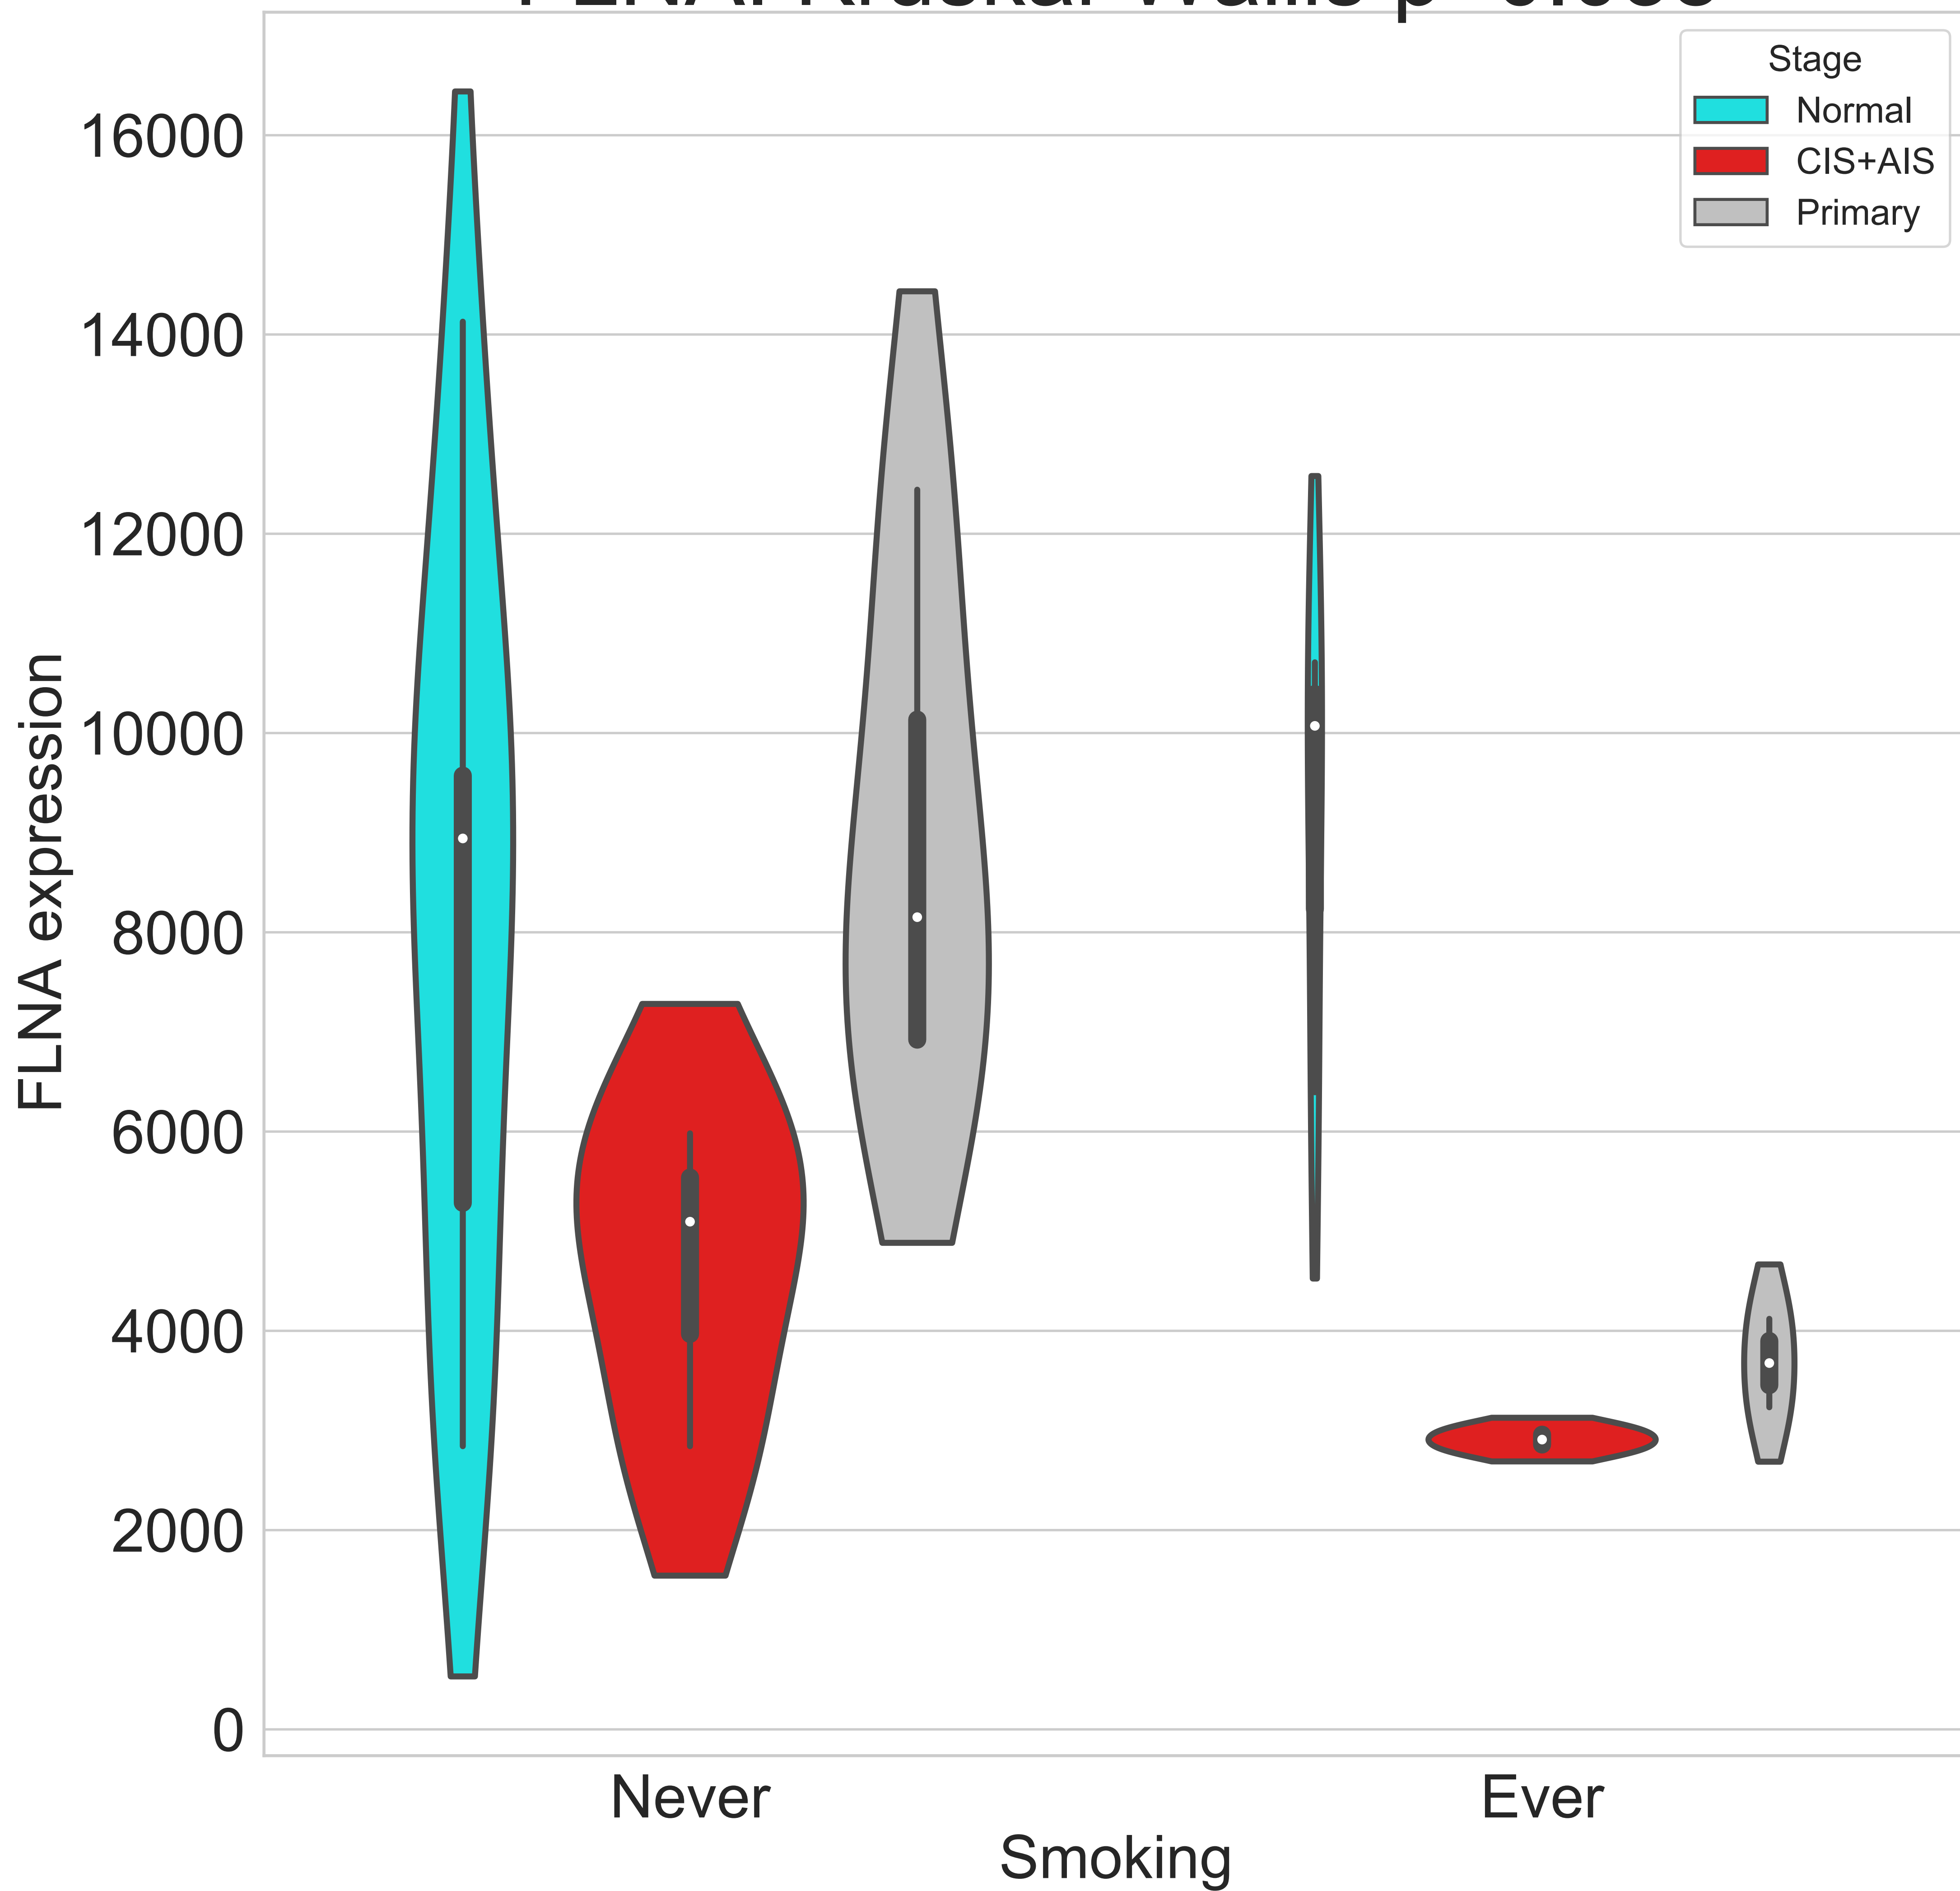 Stage
Normal
CIS+AIS
Primary
16000
14000
12000
10000
8000
6000
4000
2000
0
FLNA expression
Never
Ever
Smoking